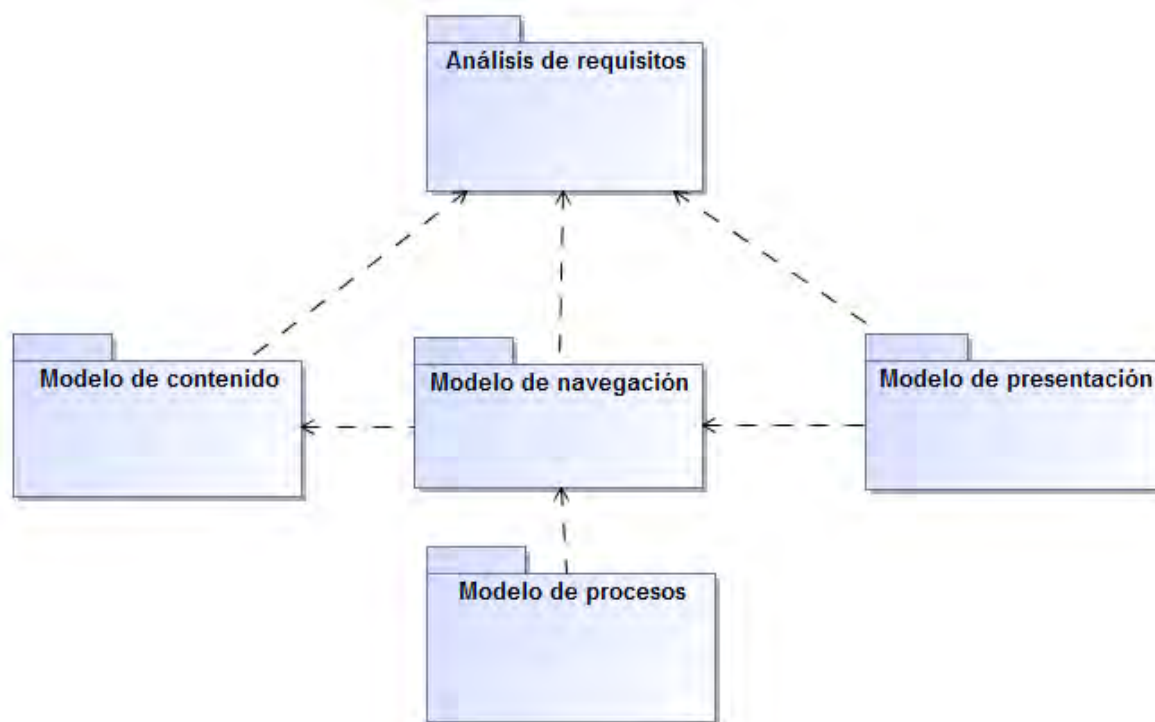 Análisis de requisitos
Modelo de contenido
Modelo de navegación
Modelo de presentación
Modelo de procesos